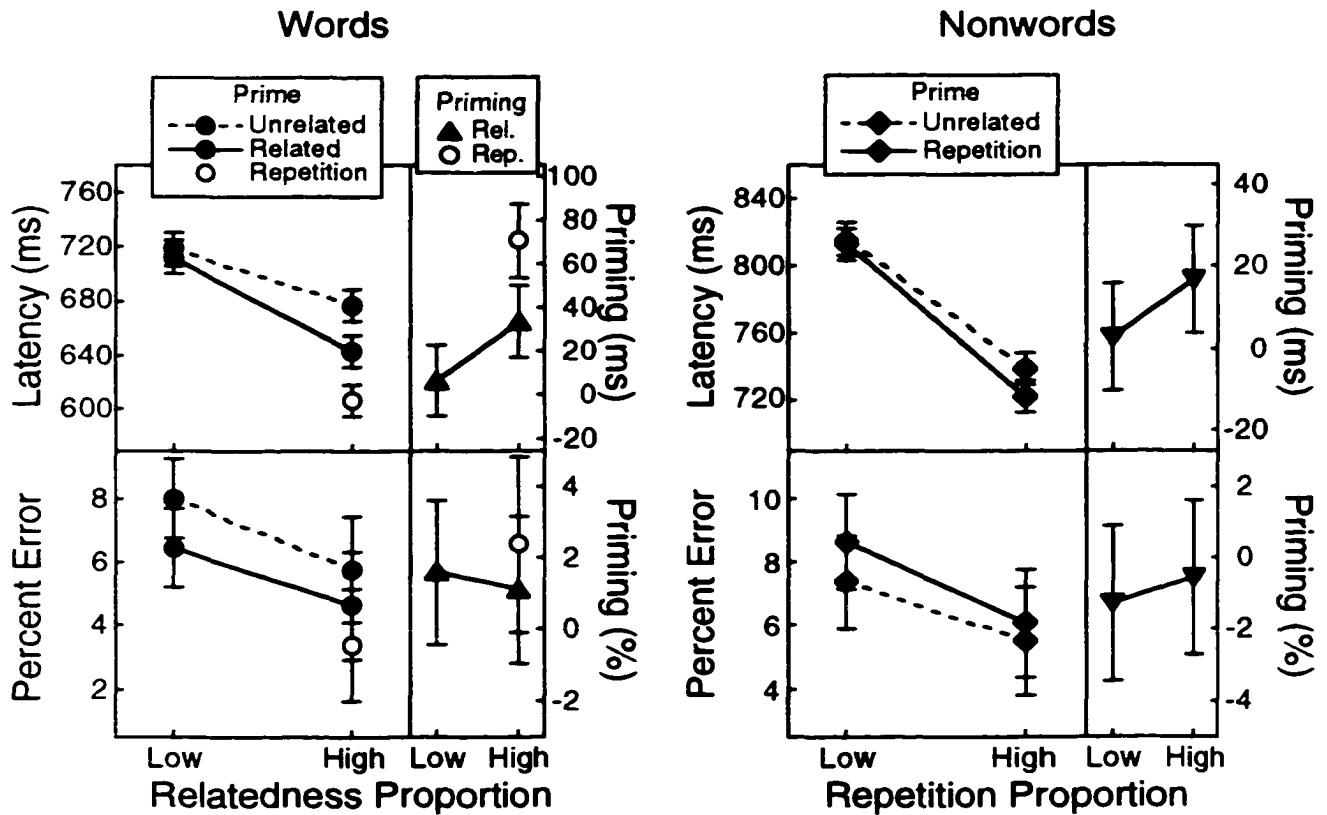 Words
Nonwords
Prime
Unrelated
Related
Repetition
Priming
Rel.
Rep.
Prime
Unrelated
Repetition
Latency (ms)
760
720
680
640
600
100
80
60
40
20
0
-20
Priming (ms)
Latency (ms)
840
800
760
720
40
20
0
-20
Priming (ms)
Percent Error
8
6
4
2
4
2
0
-2
Priming (%)
Percent Error
10
8
6
4
2
0
-2
-4
Priming (%)
Low High Low High
Relatedness Proportion
Low High Low High
Repetition Proportion